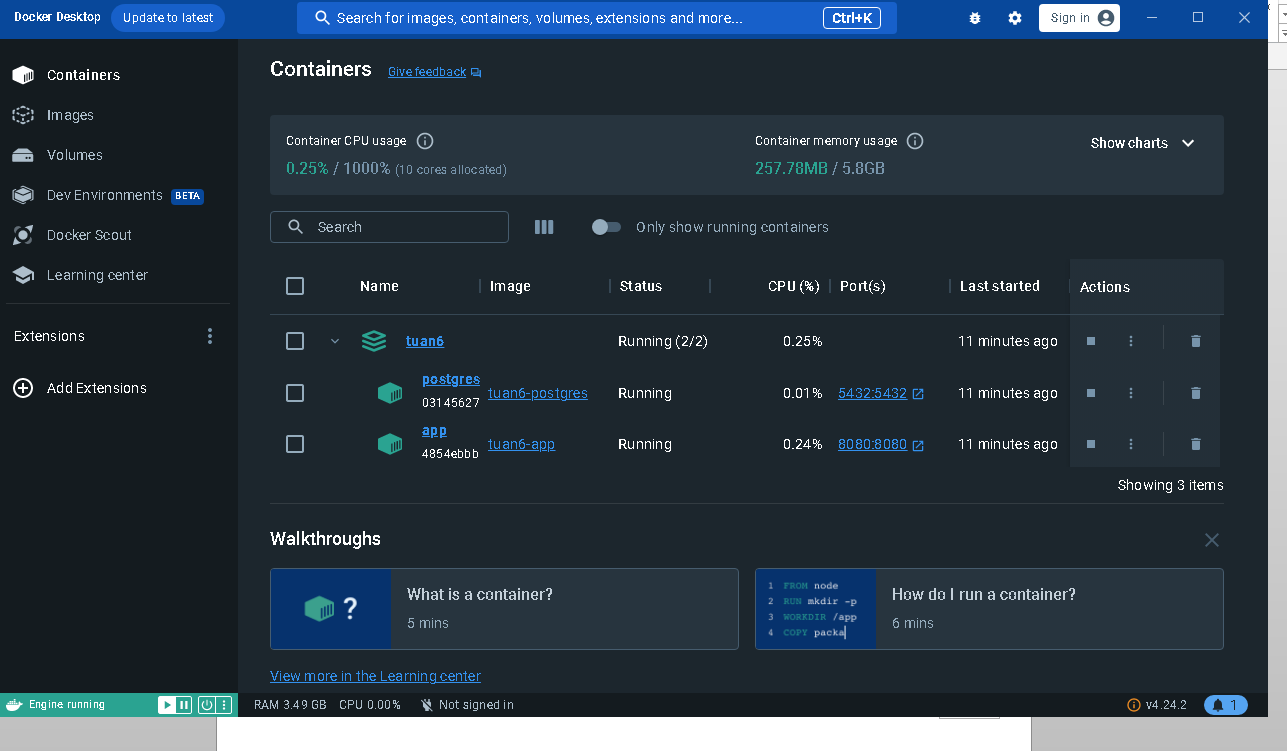 Docker Desktop Update to latest Search for images, containers, volumes, extensions and more... Ctrl+K Sign in
Containers
Images
Volumes
Dev Environments BETA
Docker Scout
Learning center
Extensions
Add Extensions
Containers Give feedback
Container CPU usage
0.25% / 1000% (10 cores allocated)
Container memory usage
257.78MB / 5.8GB
Show charts
Search Only show running containers
Name Image Status CPU (%) Port(s) Last started Actions
tuan6 Running (2/2) 0.25% 11 minutes ago
postgres
03145627 tuan6-postgres Running 0.01% 5432:5432 11 minutes ago
app
4854ebbb tuan6-app Running 0.24% 8080:8080 11 minutes ago
Showing 3 items
Walkthroughs
?
What is a container?
5 mins
1 FROM node
2 RUN mkdir -p
3 WORKDIR /app
4 COPY packa
How do I run a container?
6 mins
View more in the Learning center
Engine running RAM 3.49 GB CPU 0.00% Not signed in v4.24.2 1